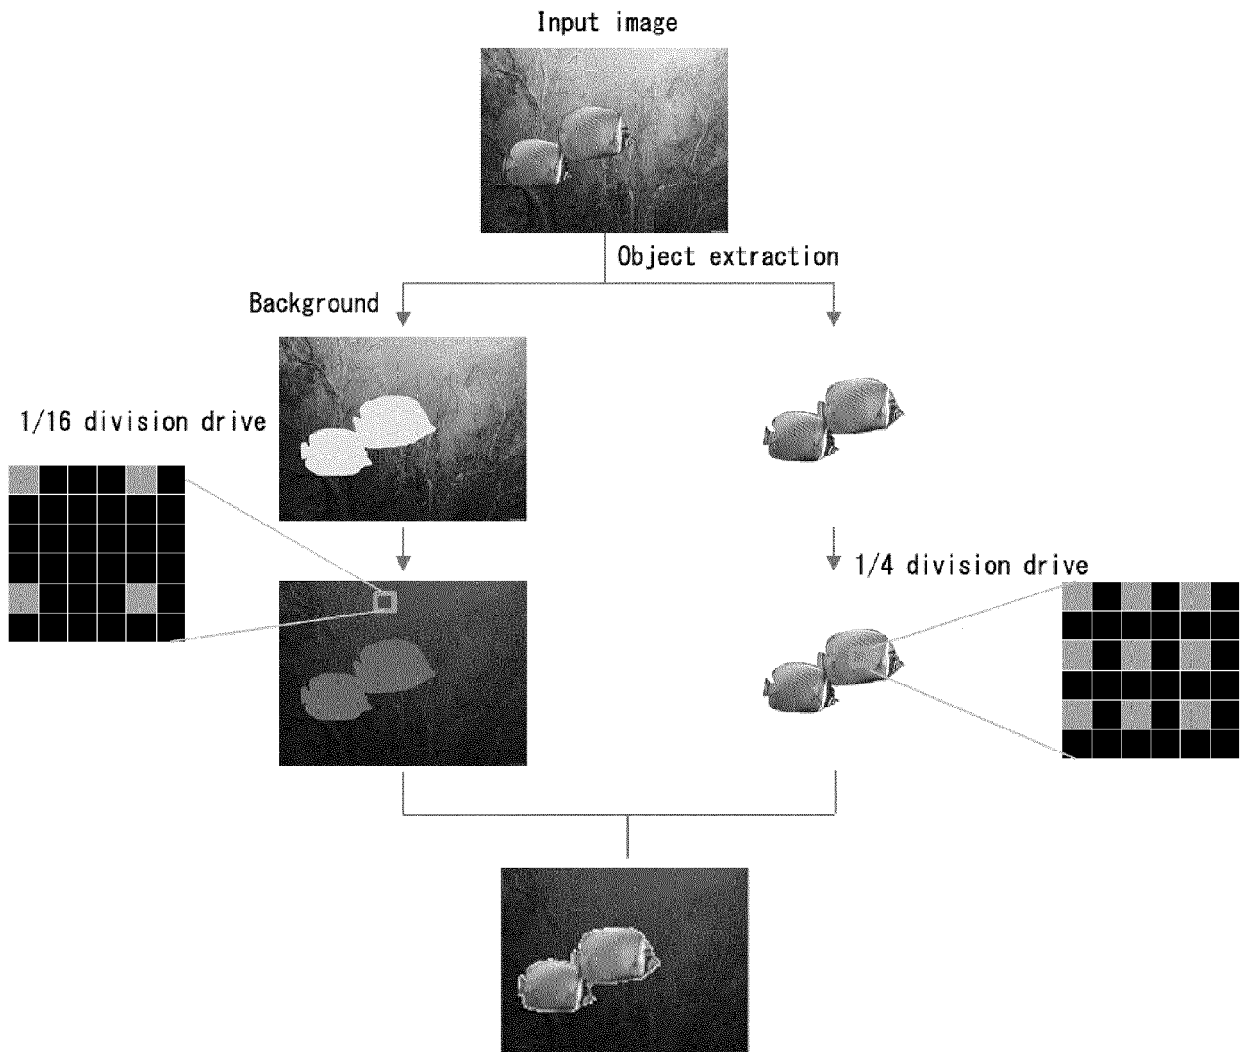 Input image
Object extraction
Background
1/16 division drive
1/4 division drive